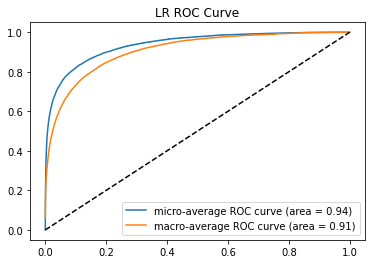 LR ROC Curve
1.0
0.8
0.6
0.4
0.2
0.0
micro-average ROC curve (area = 0.94)
macro-average ROC curve (area = 0.91)
0.0 0.2 0.4 0.6 0.8 1.0